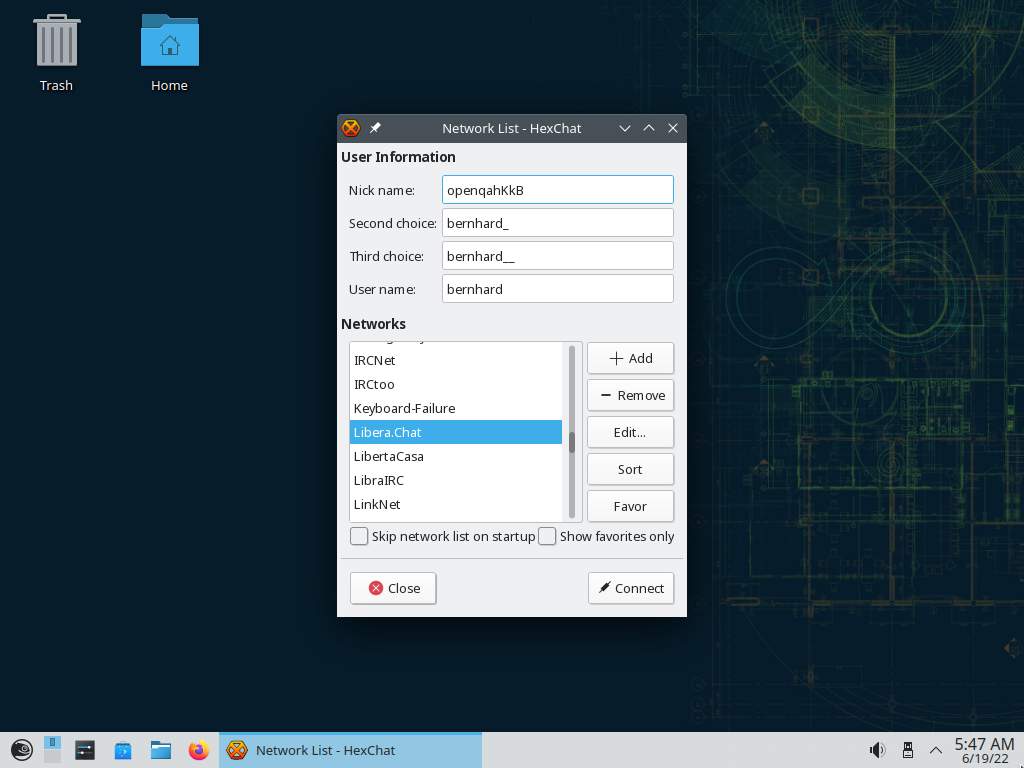 Trash
Home
Network List - HexChat
User Information
Nick name:
openqahKkB
Second choice:
bernhard_
Third choice:
bernhard__
User name:
bernhard
Networks
IRCNet
IRCtoo
Keyboard-Failure
Libera.Chat
LibertaCasa
LibraIRC
LinkNet
Add
Remove
Edit...
Sort
Favor
Skip network list on startup
Show favorites only
Close
Connect
Network List - HexChat
5:47 AM
6/19/22